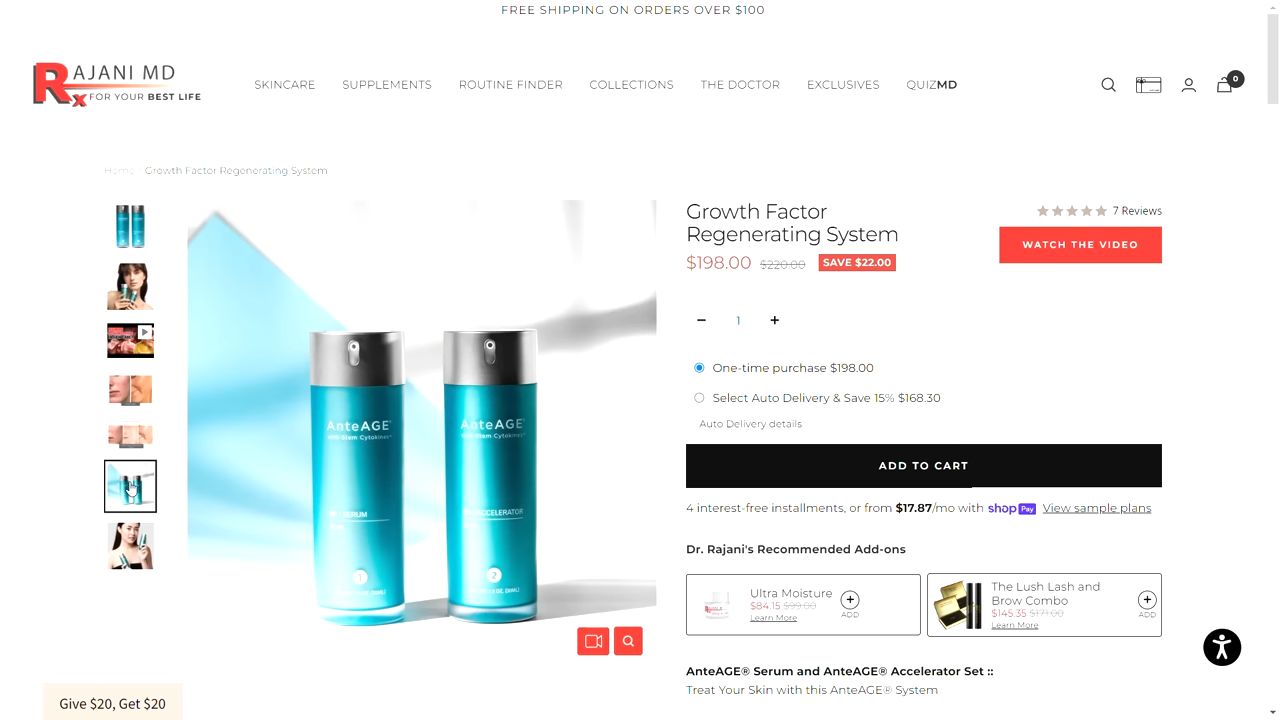 FREE SHIPPING ON ORDERS OVER $100
RAJANI MD
Rx FOR YOUR BEST LIFE
SKINCARE SUPPLEMENTS ROUTINE FINDER COLLECTIONS THE DOCTOR EXCLUSIVES QUIZMD
0
Home Growth Factor Regenerating System
Growth Factor
Regenerating System
7 Reviews
WATCH THE VIDEO
$198.00 $220.00 SAVE $22.00
1
One-time purchase $198.00
Select Auto Delivery & Save 15% $168.30
Auto Delivery details
ADD TO CART
4 interest-free installments, or from $17.87/mo with shop Pay View sample plans
Dr. Rajani's Recommended Add-ons
Ultra Moisture
$84.15 $99.00
Learn More
ADD
The Lush Lash and
Brow Combo
$145.35 $171.00
Learn More
ADD
AnteAGE® Serum and AnteAGE® Accelerator Set ::
Treat Your Skin with this AnteAGE® System
AnteAGE
SERUM
1
AnteAGE
ACCELERATOR
2
Give $20, Get $20